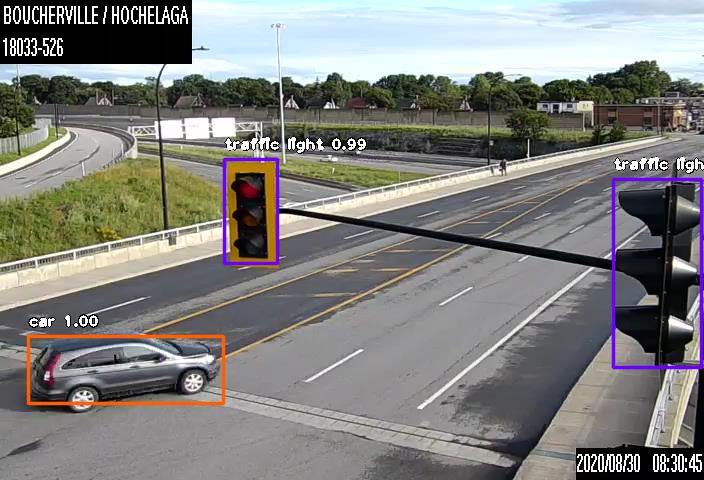 BOUCHERVILLE / HOCHELAGA
18033-526
traffic light 0.99
traffic ligh
car 1.00
2020/08/30 08:30:45